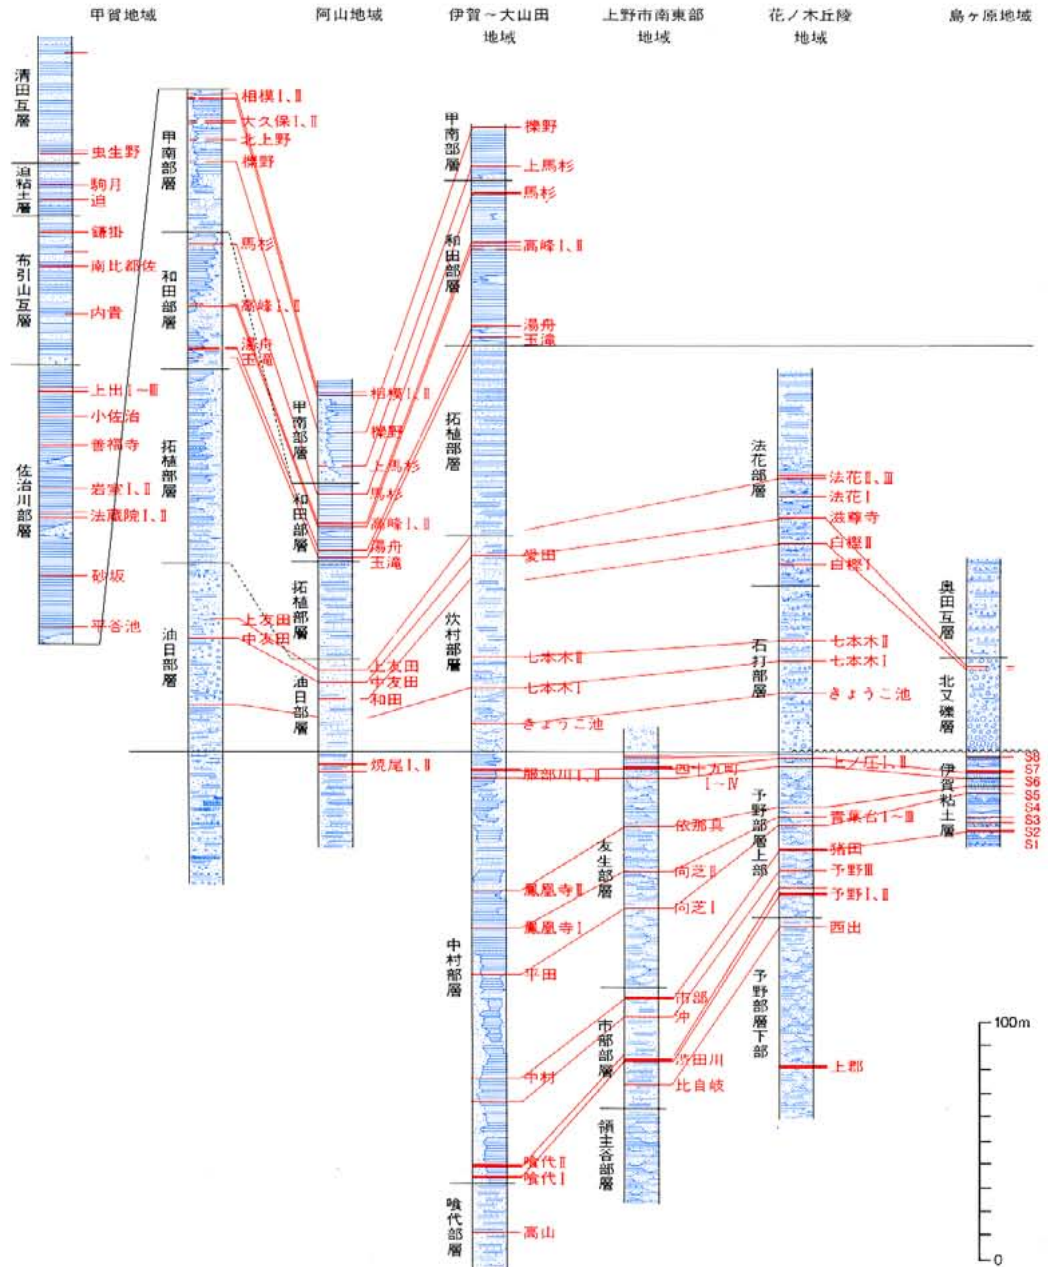 甲賀地域
阿山地域
伊賀～大山田
地域
上野市南東部
地域
花ノ木丘陵
地域
島ヶ原地域
清田互層
迫粘土層
布引山互層
佐治川部層
虫生野
駒月
迫
鎌掛
南比都佐
内貴
上出Ⅰ～Ⅲ
小佐治
善福寺
岩室Ⅰ、Ⅱ
法蔵院Ⅰ、Ⅱ
砂坂
平谷池
甲南部層
和田部層
拓植部層
油日部層
相模Ⅰ、Ⅱ
大久保Ⅰ、Ⅱ
北上野
櫟野
馬杉
高峰Ⅰ、Ⅱ
湯舟
玉滝
上友田
中友田
甲南部層
和田部層
拓植部層
油日部層
相模Ⅰ、Ⅱ
櫟野
上馬杉
馬杉
高峰Ⅰ、Ⅱ
湯舟
玉滝
上友田
中友田
和田
焼尾Ⅰ、Ⅱ
甲南部層
和田部層
拓植部層
炊村部層
中村部層
喰代部層
櫟野
上馬杉
馬杉
高峰Ⅰ、Ⅱ
湯舟
玉滝
愛田
七本木Ⅱ
七本木Ⅰ
きょうこ池
服部川Ⅰ、Ⅱ
鳳凰寺Ⅱ
鳳凰寺Ⅰ
平田
中村
喰代Ⅱ
喰代Ⅰ
高山
友生部層
市部部層
領主谷部層
四十九町
Ⅰ～Ⅳ
依那具
向芝Ⅱ
向芝Ⅰ
市部
沖
渋田川
比自岐
法花部層
石打部層
予野部層上部
予野部層下部
法花Ⅱ、Ⅲ
法花Ⅰ
滋尊寺
白樫Ⅱ
白樫Ⅰ
七本木Ⅱ
七本木Ⅰ
きょうこ池
上ノ庄Ⅰ、Ⅱ
青葉台Ⅰ～Ⅲ
猪田
予野Ⅲ
予野Ⅰ、Ⅱ
西出
上郡
奥田互層
北又礫層
伊賀粘土層
S8
S7
S6
S5
S4
S3
S2
S1
100m
0